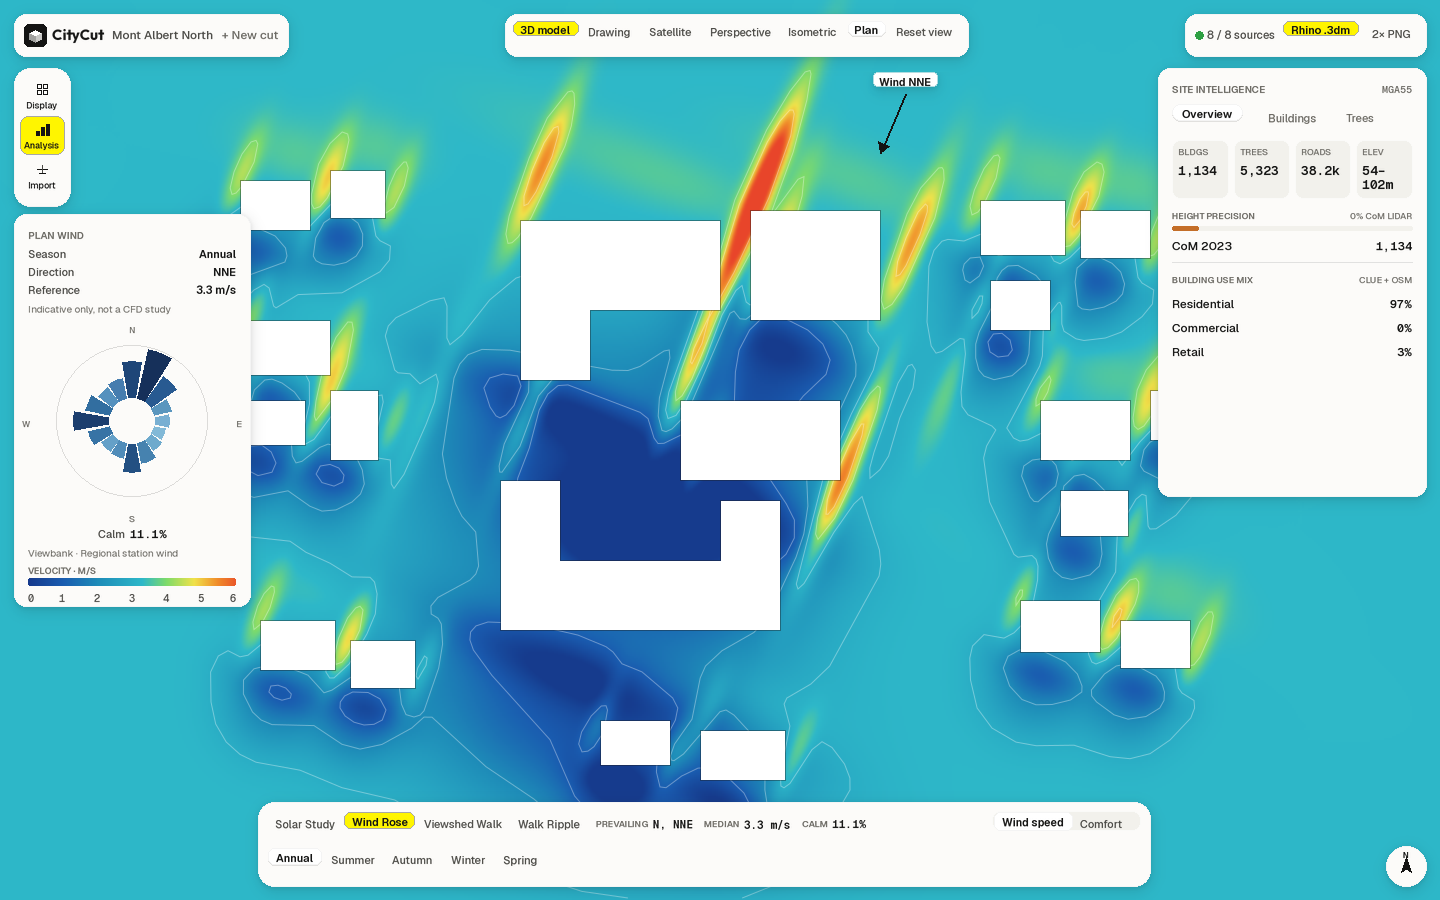 CityCut Mont Albert North + New cut
3D model Drawing Satellite Perspective Isometric Plan Reset view
8 / 8 sources Rhino .3dm 2× PNG
Display
Analysis
Import
Wind NNE
PLAN WIND
Season Annual
Direction NNE
Reference 3.3 m/s
Indicative only, not a CFD study
N
W E
S
Calm 11.1%
Viewbank · Regional station wind
VELOCITY · M/S
0 1 2 3 4 5 6
SITE INTELLIGENCE MGA55
Overview Buildings Trees
BLDGS TREES ROADS ELEV
1,134 5,323 38.2k 54–
102m
HEIGHT PRECISION 0% CoM LIDAR
CoM 2023 1,134
BUILDING USE MIX CLUE + OSM
Residential 97%
Commercial 0%
Retail 3%
Solar Study Wind Rose Viewshed Walk Walk Ripple PREVAILING N, NNE MEDIAN 3.3 m/s CALM 11.1% Wind speed Comfort
Annual Summer Autumn Winter Spring
N